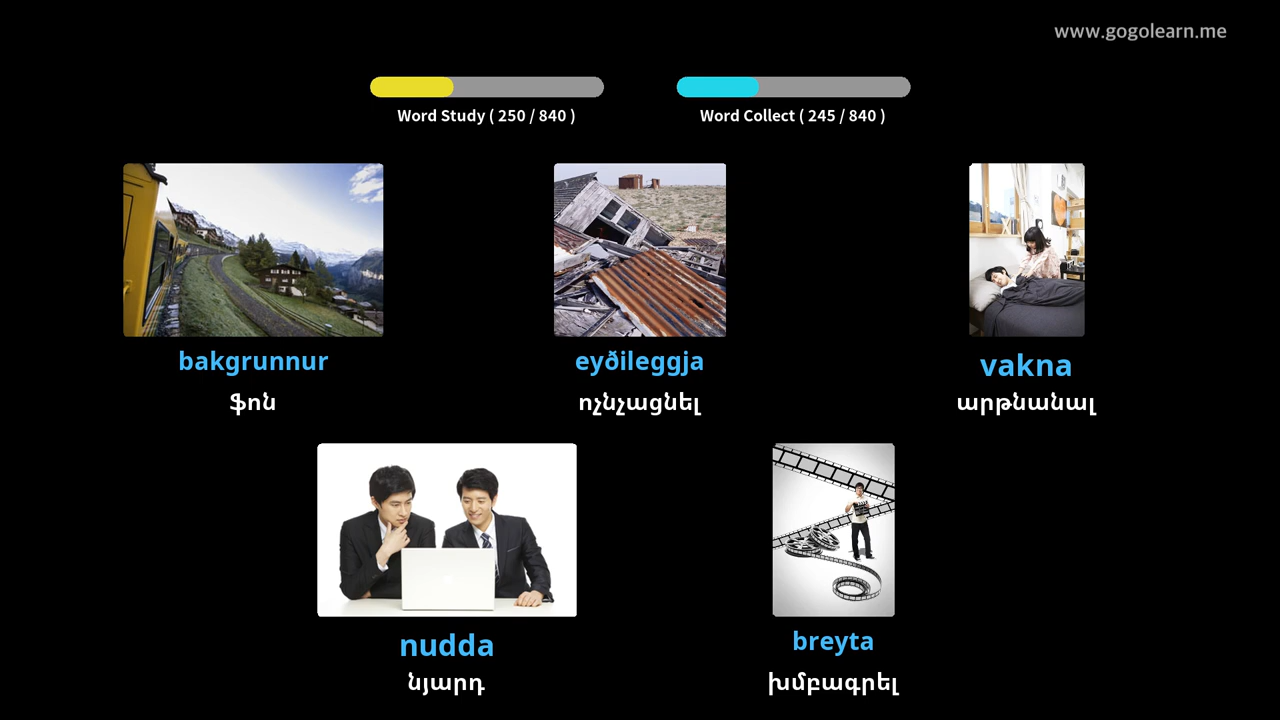 www.gogolearn.me
Word Study ( 250 / 840 )
Word Collect ( 245 / 840 )
bakgrunnur
ֆոն
eyðileggja
ոչնչացնել
vakna
արթնանալ
nudda
նյարդ
breyta
խմբագրել